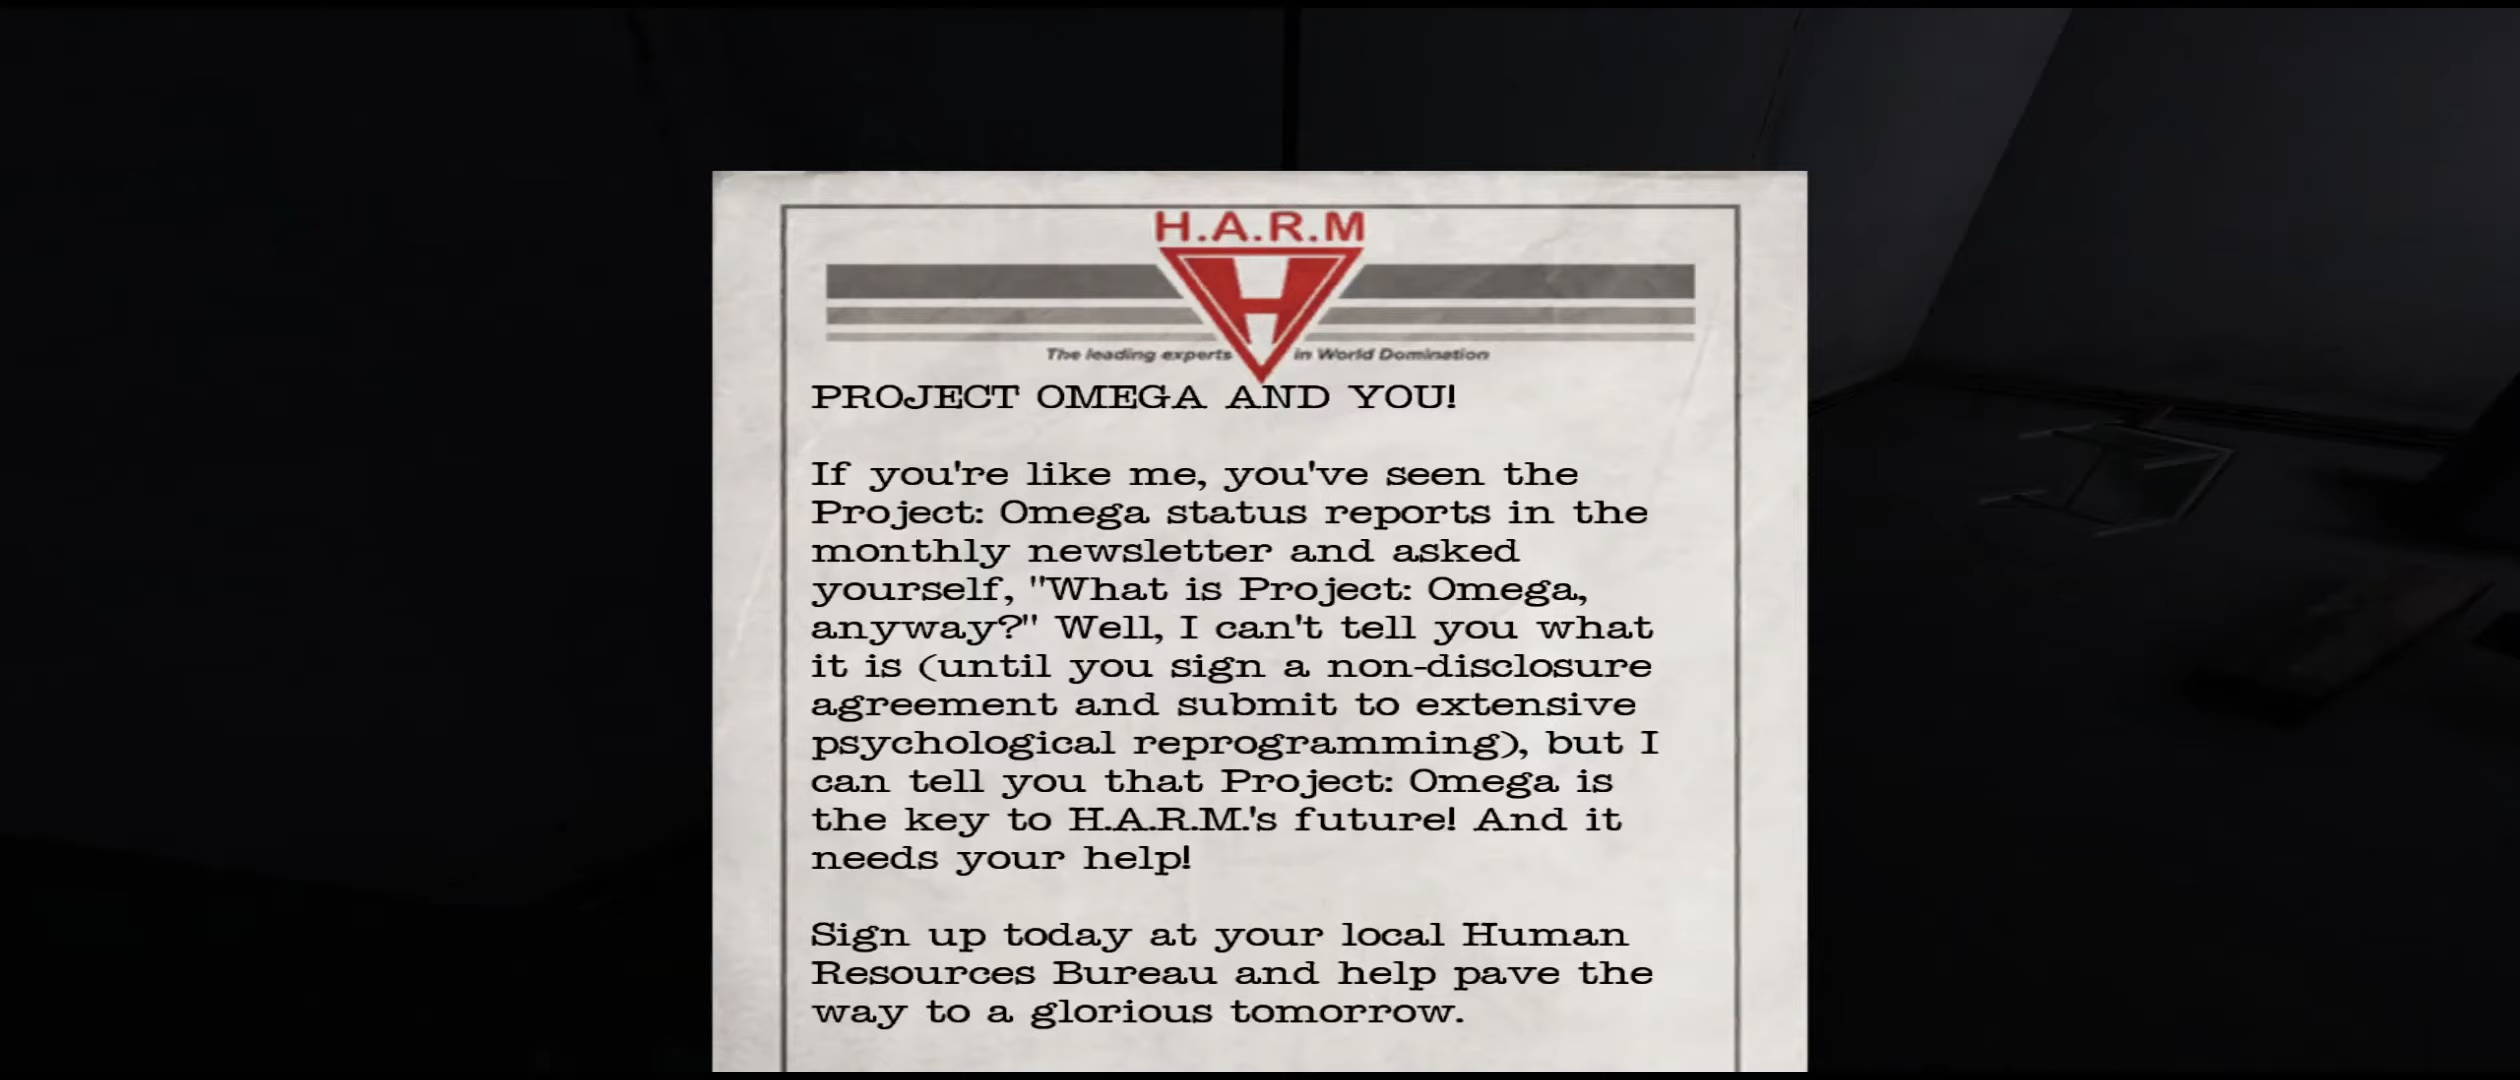 H.A.R.M
H
The leading experts in World Domination
PROJECT OMEGA AND YOU!
If you're like me, you've seen the
Project: Omega status reports in the
monthly newsletter and asked
yourself, "What is Project: Omega,
anyway?" Well, I can't tell you what
it is (until you sign a non-disclosure
agreement and submit to extensive
psychological reprogramming), but I
can tell you that Project: Omega is
the key to H.A.R.M.'s future! And it
needs your help!
Sign up today at your local Human
Resources Bureau and help pave the
way to a glorious tomorrow.